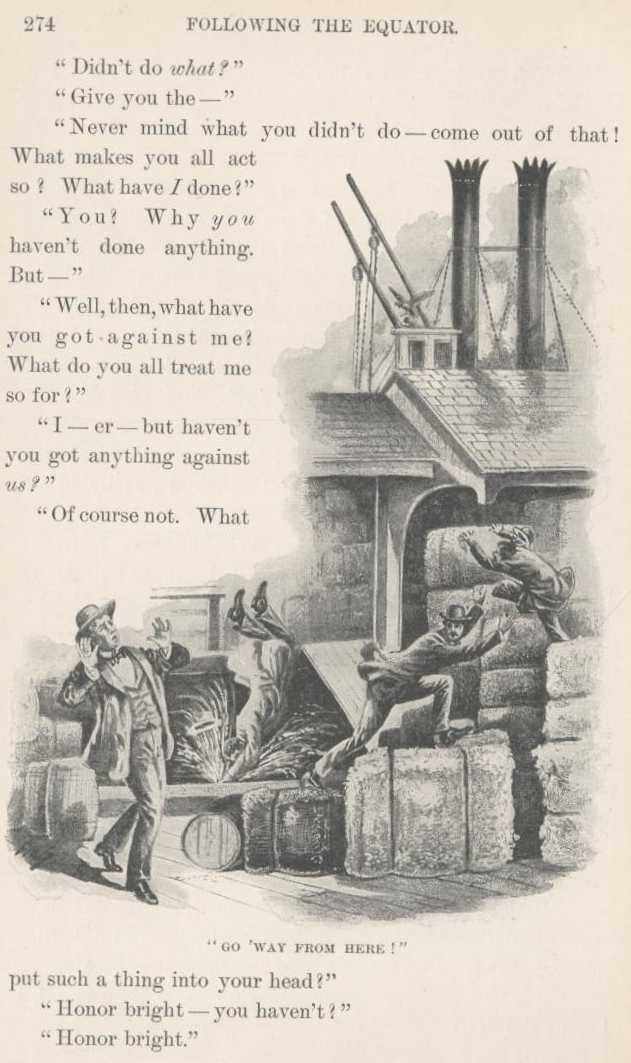 274 FOLLOWING THE EQUATOR.
“Didn’t do what?”
“Give you the—”
“Never mind what you didn’t do—come out of that!
What makes you all act
so? What have I done?”
“You? Why you
haven’t done anything.
But—”
“Well, then, what have
you got against me?
What do you all treat me
so for?”
“I—er—but haven’t
you got anything against
us?”
“Of course not. What
“GO ’WAY FROM HERE!”
put such a thing into your head?”
“Honor bright—you haven’t?”
“Honor bright.”